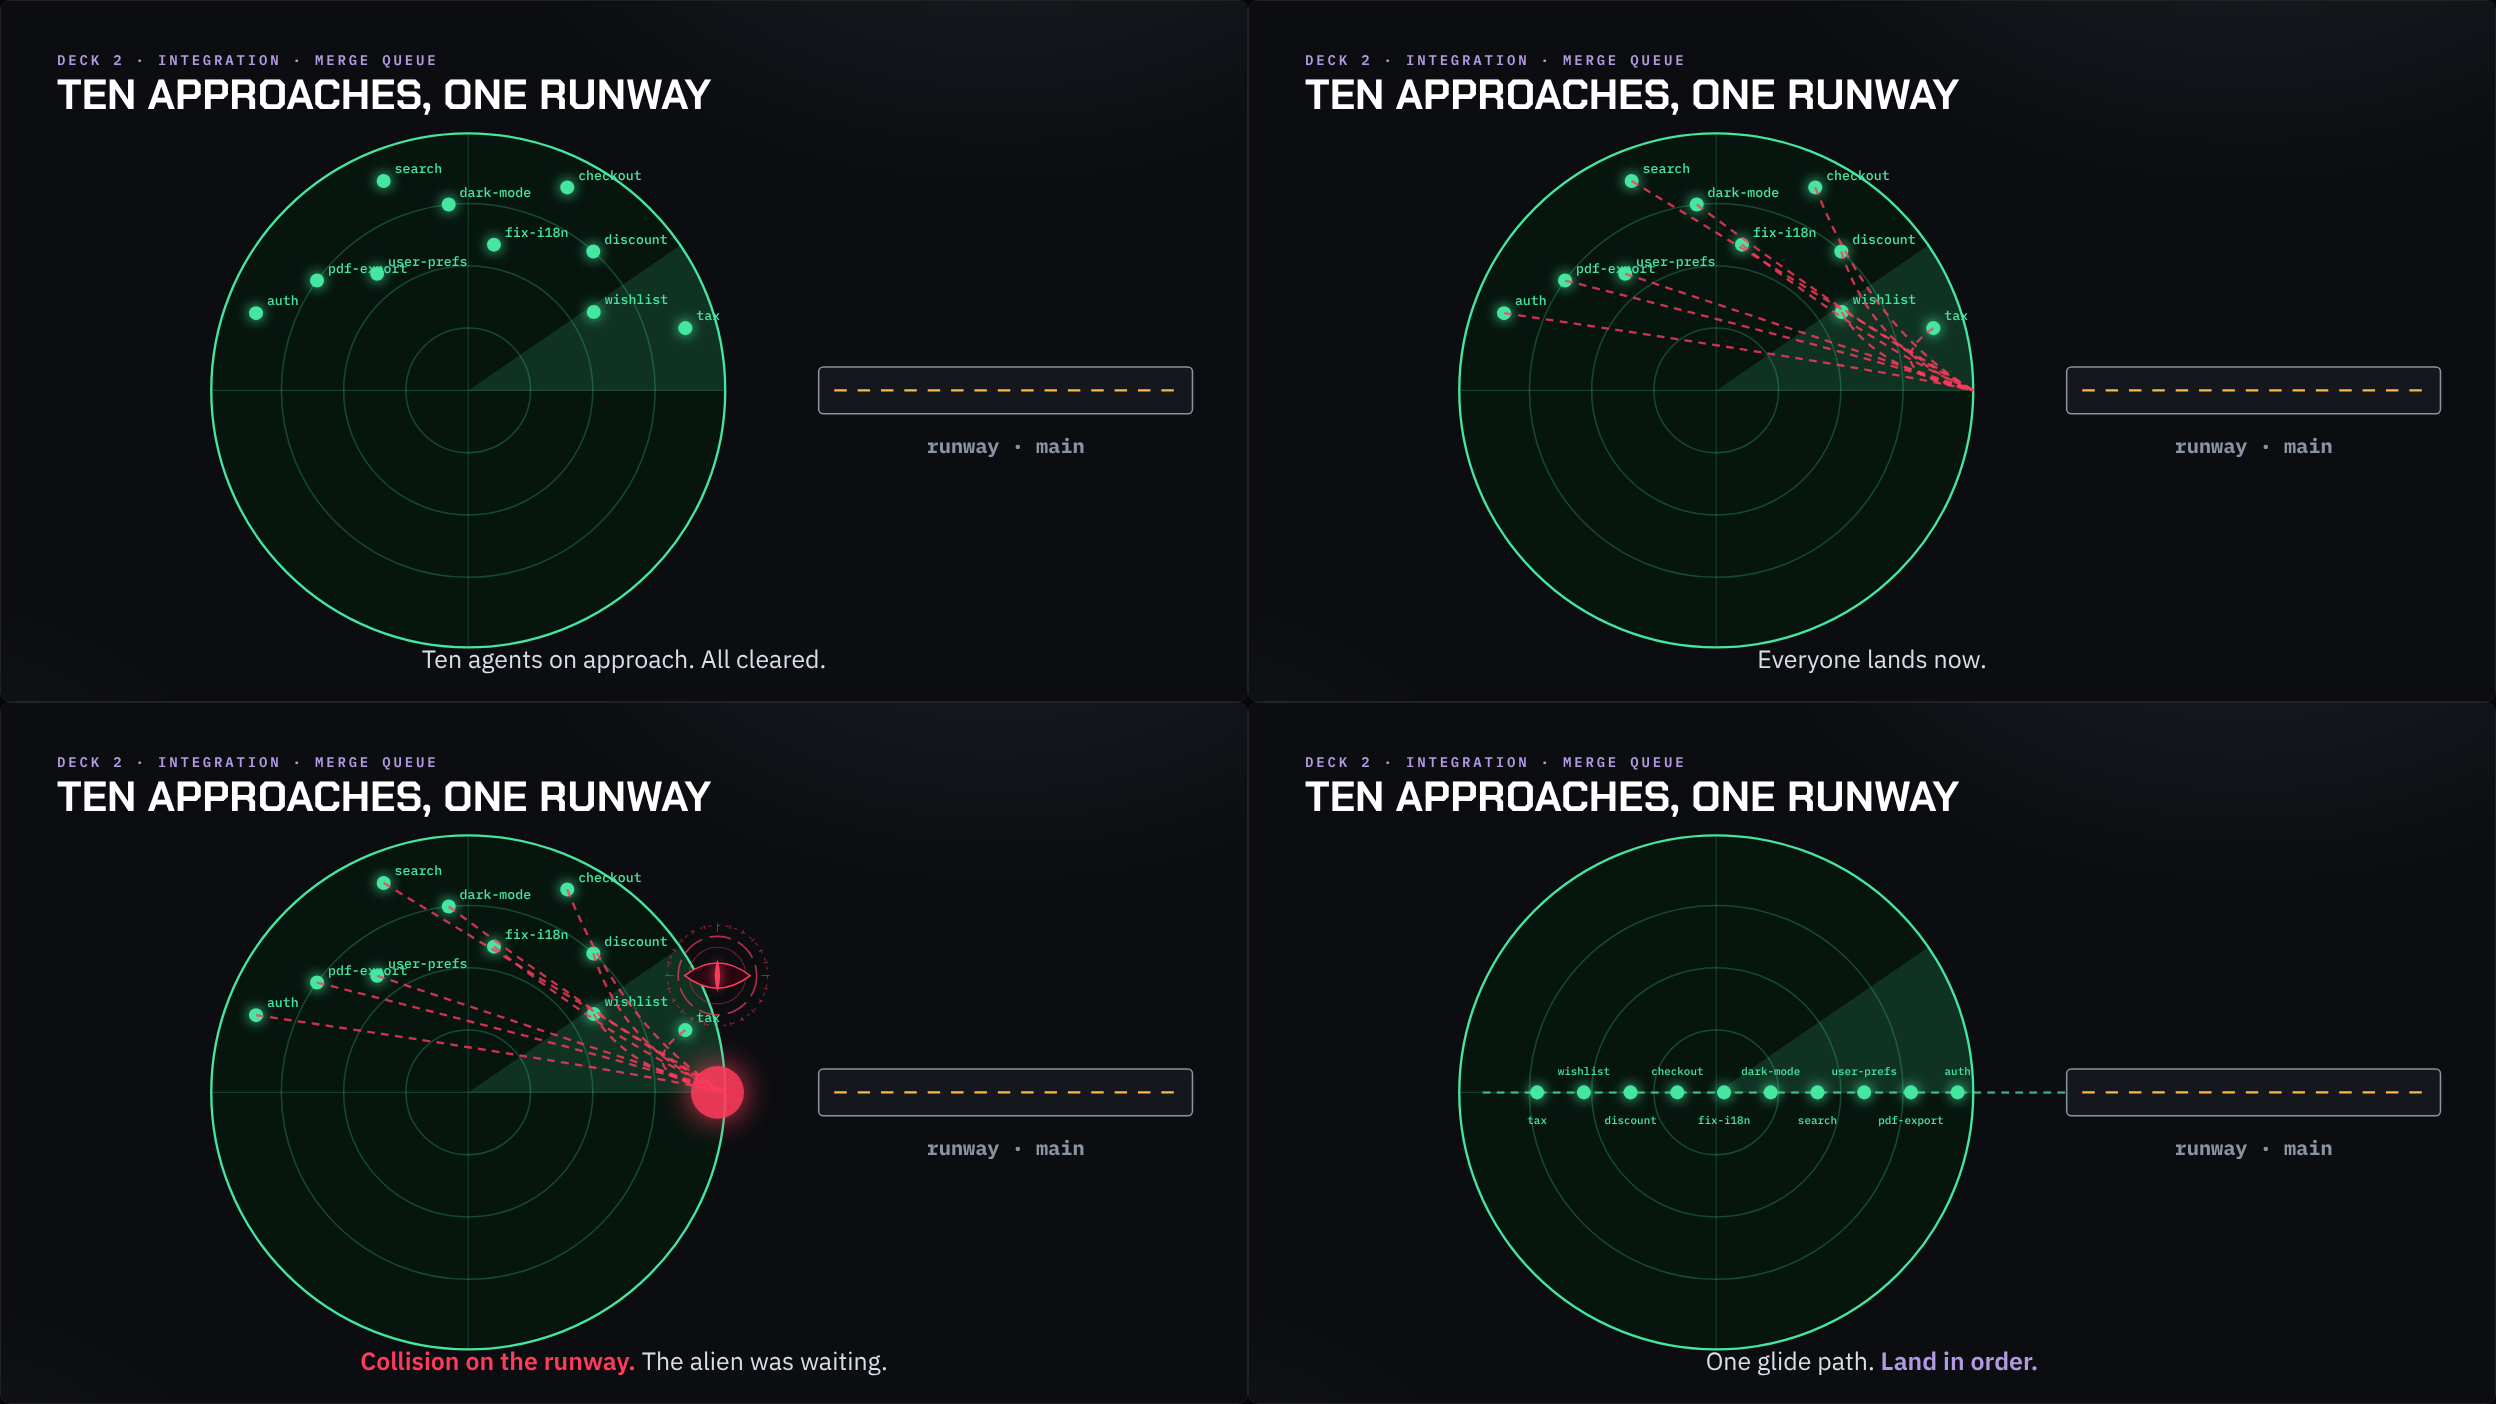 DECK 2 · INTEGRATION · MERGE QUEUE
TEN APPROACHES, ONE RUNWAY
search
checkout
dark-mode
fix-i18n
discount
user-prefs
pdf-export
auth
wishlist
tax
runway · main
Ten agents on approach. All cleared.
DECK 2 · INTEGRATION · MERGE QUEUE
TEN APPROACHES, ONE RUNWAY
search
checkout
dark-mode
fix-i18n
discount
user-prefs
pdf-export
auth
wishlist
tax
runway · main
Everyone lands now.
DECK 2 · INTEGRATION · MERGE QUEUE
TEN APPROACHES, ONE RUNWAY
search
checkout
dark-mode
fix-i18n
discount
user-prefs
pdf-export
auth
wishlist
tax
runway · main
Collision on the runway. The alien was waiting.
DECK 2 · INTEGRATION · MERGE QUEUE
TEN APPROACHES, ONE RUNWAY
wishlist
checkout
dark-mode
user-prefs
auth
tax
discount
fix-i18n
search
pdf-export
runway · main
One glide path. Land in order.